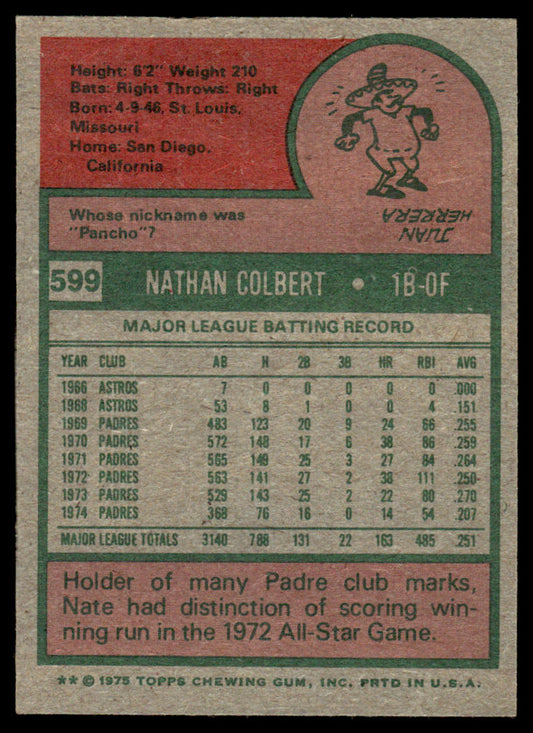 Height: 6'2" Weight 210
Bats: Right Throws: Right
Born: 4-9-46, St. Louis,
Missouri
Home: San Diego,
California
Whose nickname was
"Pancho"?
JUAN
HERRERA
599 NATHAN COLBERT • 1B-OF
MAJOR LEAGUE BATTING RECORD
YEAR CLUB AB H 2B 3B HR RBI AVG
1966 ASTROS 7 0 0 0 0 0 .000
1968 ASTROS 53 8 1 0 0 4 .151
1969 PADRES 483 123 20 9 24 66 .255
1970 PADRES 572 148 17 6 38 86 .259
1971 PADRES 565 149 25 3 27 84 .264
1972 PADRES 563 141 27 2 38 111 .250
1973 PADRES 529 143 25 2 22 80 .270
1974 PADRES 368 76 16 0 14 54 .207
MAJOR LEAGUE TOTALS 3140 788 131 22 163 485 .251
Holder of many Padre club marks,
Nate had distinction of scoring win-
ning run in the 1972 All-Star Game.
** © 1975 TOPPS CHEWING GUM, INC. PRTD IN U.S.A.